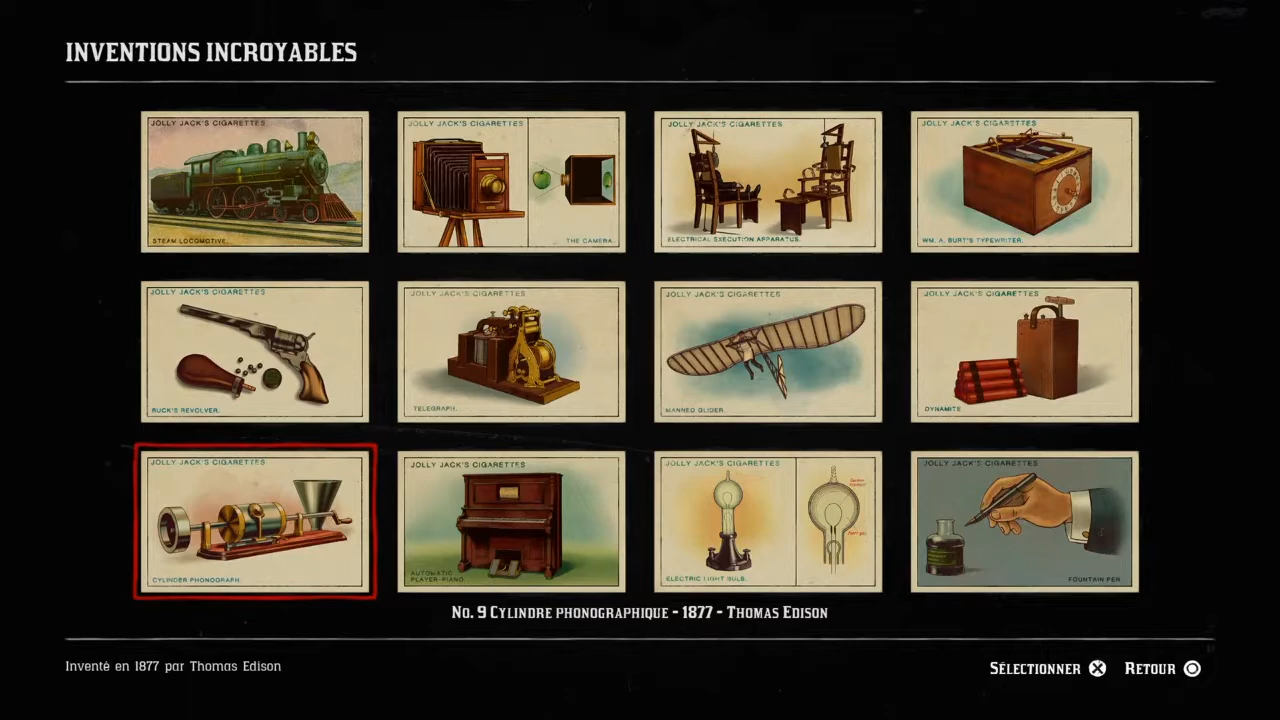 INVENTIONS INCROYABLES
JOLLY JACK'S CIGARETTES
STEAM LOCOMOTIVE.
JOLLY JACK'S CIGARETTES
THE CAMERA.
JOLLY JACK'S CIGARETTES
ELECTRICAL EXECUTION APPARATUS.
JOLLY JACK'S CIGARETTES
WM. A. BURT'S TYPEWRITER.
JOLLY JACK'S CIGARETTES
BUCK'S REVOLVER.
JOLLY JACK'S CIGARETTES
TELEGRAPH.
JOLLY JACK'S CIGARETTES
MANNED GLIDER.
JOLLY JACK'S CIGARETTES
DYNAMITE
JOLLY JACK'S CIGARETTES
CYLINDER PHONOGRAPH.
JOLLY JACK'S CIGARETTES
AUTOMATIC
PLAYER-PIANO.
JOLLY JACK'S CIGARETTES
ELECTRIC LIGHT BULB.
JOLLY JACK'S CIGARETTES
FOUNTAIN PEN
No. 9 CYLINDRE PHONOGRAPHIQUE - 1877 - THOMAS EDISON
Inventé en 1877 par Thomas Edison
SÉLECTIONNER
RETOUR